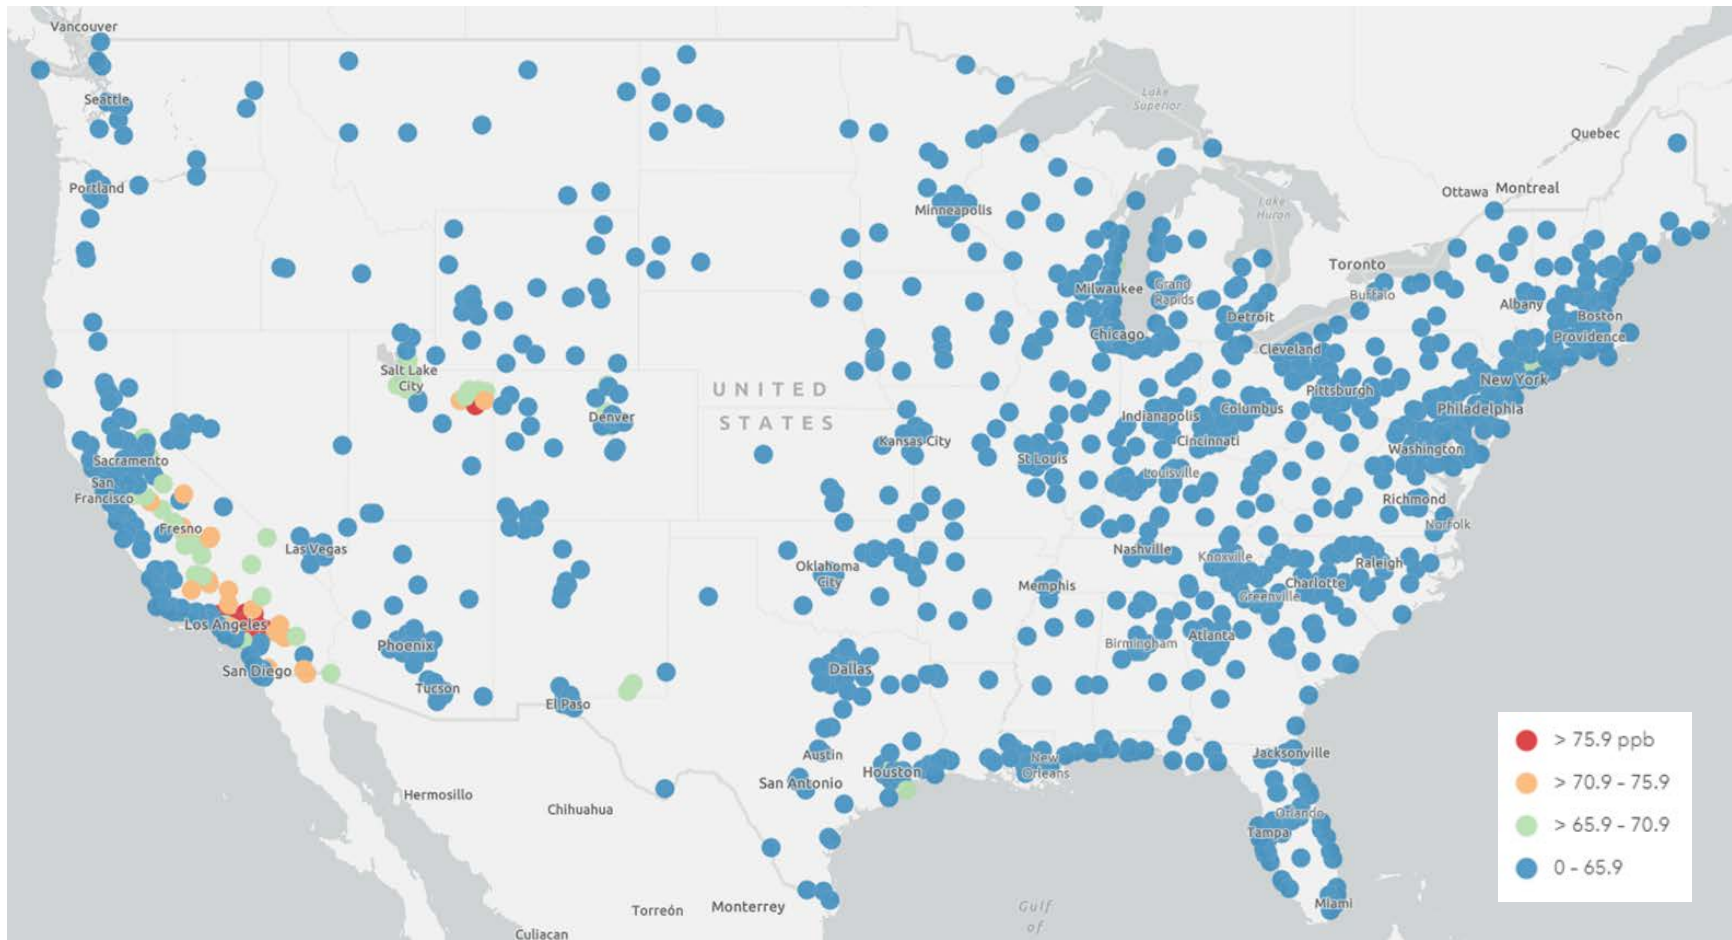 Vancouver
Seattle
Lake
Superior
Quebec
Portland
Ottawa
Montreal
Minneapolis
Lake
Huron
Toronto
Milwaukee
Grand
Rapids
Buffalo
Albany
Detroit
Boston
Chicago
Providence
Cleveland
Salt Lake
City
UNITED
STATES
New York
Pittsburgh
Philadelphia
Denver
Indianapolis
Columbus
Kansas City
Cincinnati
Washington
Sacramento
St Louis
Louisville
San
Francisco
Richmond
Fresno
Norfolk
Las Vegas
Nashville
Knoxville
Oklahoma
City
Raleigh
Memphis
Charlotte
Greenville
Los Angeles
Phoenix
Birmingham
Atlanta
San Diego
Dallas
Tucson
El Paso
Austin
Jacksonville
New
Orleans
Houston
San Antonio
Hermosillo
Chihuahua
Orlando
Tampa
Miami
Torreón
Monterrey
Gulf
of
Culiacan
> 75.9 ppb
> 70.9 - 75.9
> 65.9 - 70.9
0 - 65.9